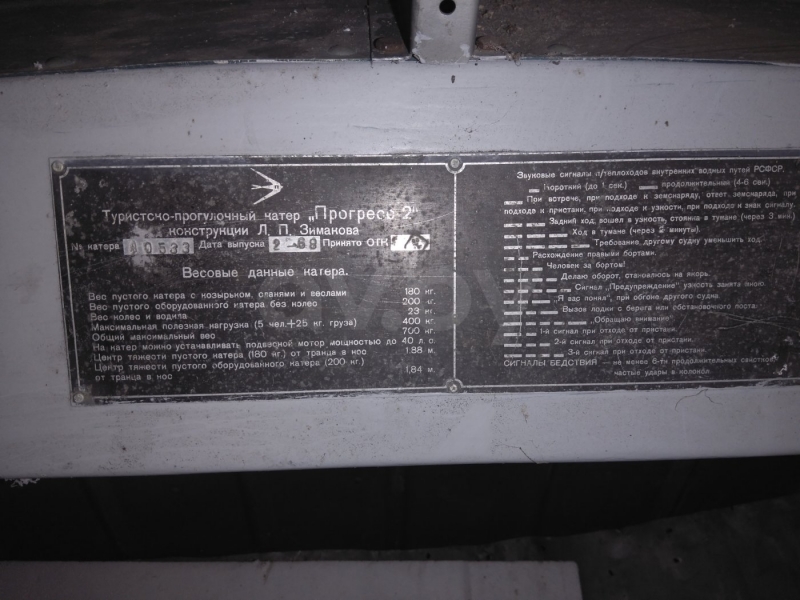 Туристско-прогулочный катер „Прогресс-2"
конструкции Л. П. Зимакова
№ катера Дата выпуска 2-68 Принято ОТК
Весовые данные катера.
Вес пустого катера с козырьком, сланями и веслами 180 кг.
Вес пустого оборудованного катера без колес 200 кг.
Вес колес и водила 23 кг.
Максимальная полезная нагрузка (5 чел.+25 кг. груза) 400 кг.
Общий максимальный вес 700 кг.
На катер можно устанавливать подвесной мотор мощностью до 40 л.с.
Центр тяжести пустого катера (180 кг.) от транца в нос 1.88 м.
Центр тяжести пустого оборудованного катера (200 кг.)
от транца в нос 1,84 м.
Звуковые сигналы п/теплоходов внутренних водных путей РСФСР.
Короткий (до 1 сек.) продолжительный (4-6 сек.)
При встрече, при подходе к земснаряду, ответ земснаряда, при
подходе к пристани, при подходе к узкости, при подходе к знак сигналу.
Задний ход, вошел в узкость, стоянка в тумане (через 3 мин.)
Ход в тумане (через 2 минуты).
Требование другому судну уменьшить ход.
Расхождение правыми бортами.
Человек за бортом!
Делаю оборот, становлюсь на якорь.
Сигнал „Предупреждение" узкость занята мною.
"Я вас понял", при обгоне другого судна.
Вызов лодки с берега или обстановочного поста.
„Обращаю внимание"
1-й сигнал при отходе от пристани.
2-й сигнал при отходе от пристани.
3-й сигнал при отходе от пристани.
СИГНАЛЫ БЕДСТВИЯ — не менее 6-ти продолжительных свистков
частые удары в колокол.